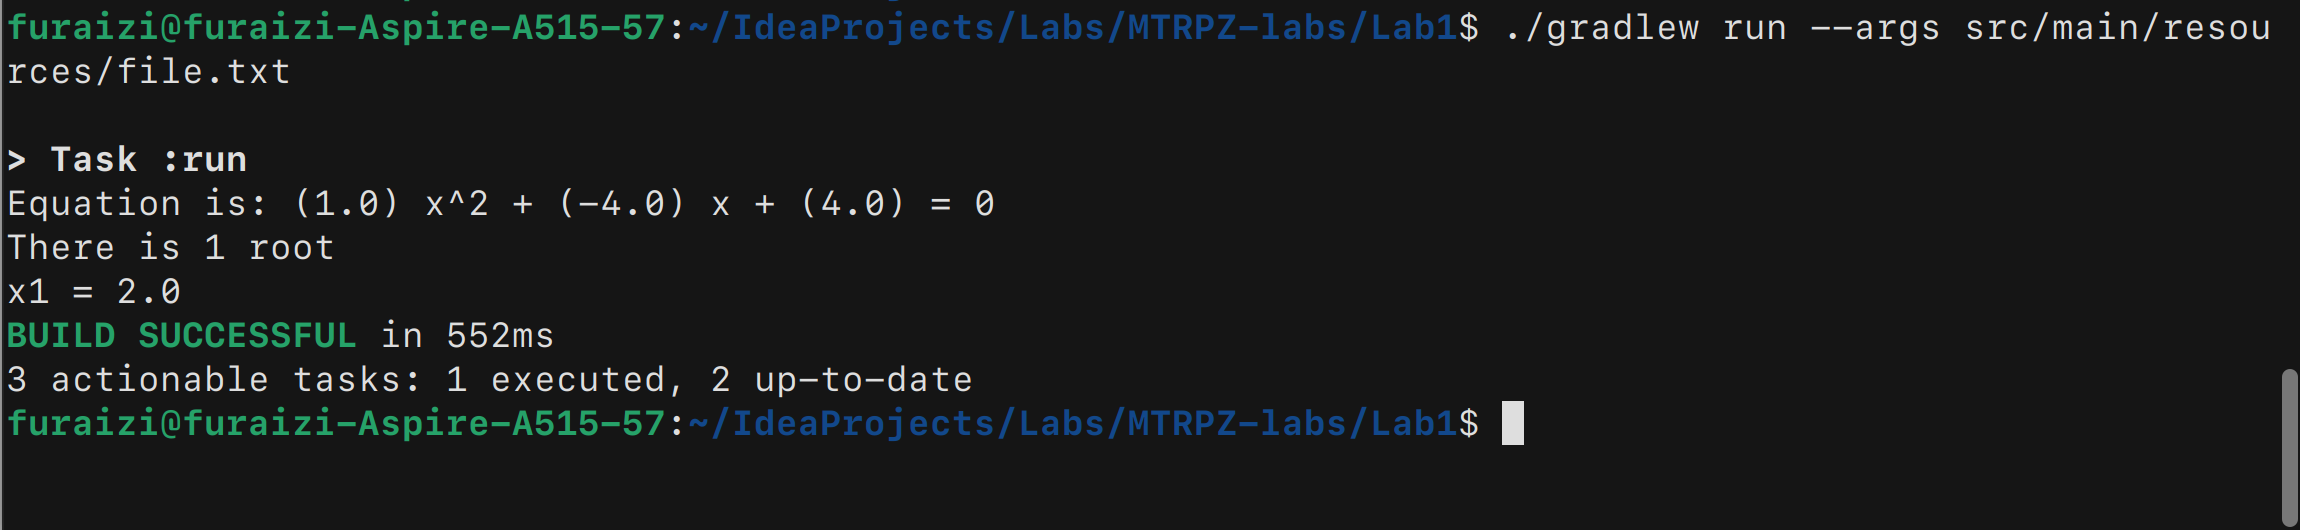 furaizi@furaizi-Aspire-A515-57:~/IdeaProjects/Labs/MTRPZ-labs/Lab1$ ./gradlew run --args src/main/resou
rces/file.txt
> Task :run
Equation is: (1.0) x^2 + (-4.0) x + (4.0) = 0
There is 1 root
x1 = 2.0
BUILD SUCCESSFUL in 552ms
3 actionable tasks: 1 executed, 2 up-to-date
furaizi@furaizi-Aspire-A515-57:~/IdeaProjects/Labs/MTRPZ-labs/Lab1$